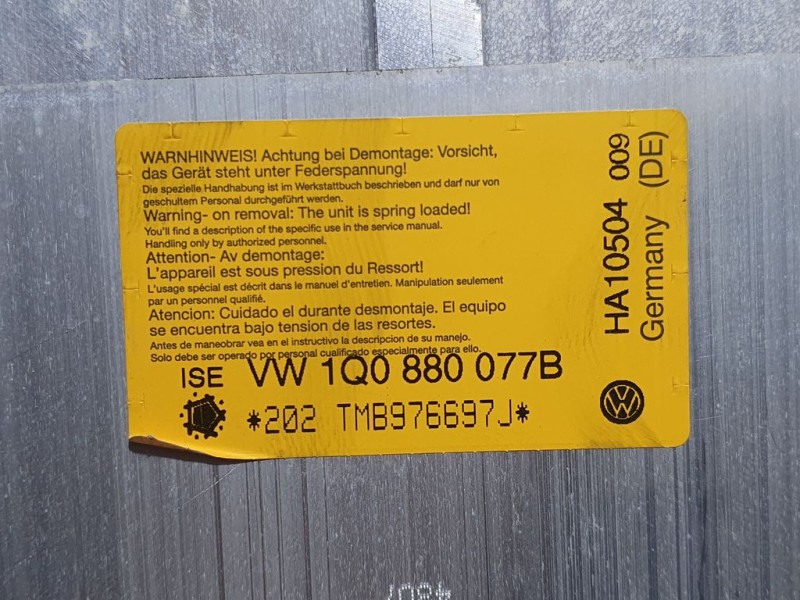 WARNHINWEIS! Achtung bei Demontage: Vorsicht,
das Gerät steht unter Federspannung!
Die spezielle Handhabung ist im Werkstattbuch beschrieben und darf nur von
geschultem Personal durchgeführt werden.
Warning- on removal: The unit is spring loaded!
You'll find a description of the specific use in the service manual.
Handling only by authorized personnel.
Attention- Av demontage:
L'appareil est sous pression du Ressort!
L'usage spécial est décrit dans le manuel d'entretien. Manipulation seulement
par un personnel qualifié.
Atencion: Cuidado el durante desmontaje. El equipo
se encuentra bajo tension de las resortes.
Antes de maneobrar vea en el instructivo la descripcion de su manejo.
Solo debe ser operado por personal cualificado especialmente para ello.
ISE VW 1Q0 880 077B
*202 TMB976697J*
HA10504 009
Germany (DE)
VW